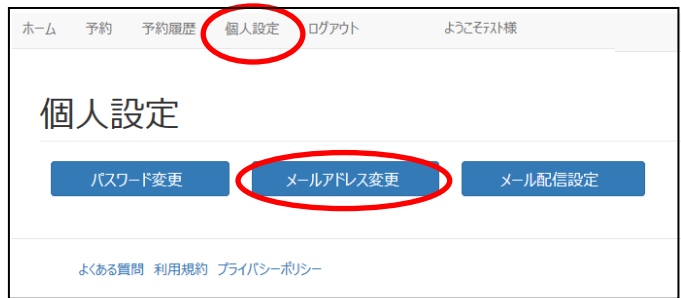 ホーム 予約 予約履歴 個人設定 ログアウト ようこそテスト様
個人設定
パスワード変更 メールアドレス変更 メール配信設定
よくある質問 利用規約 プライバシーポリシー